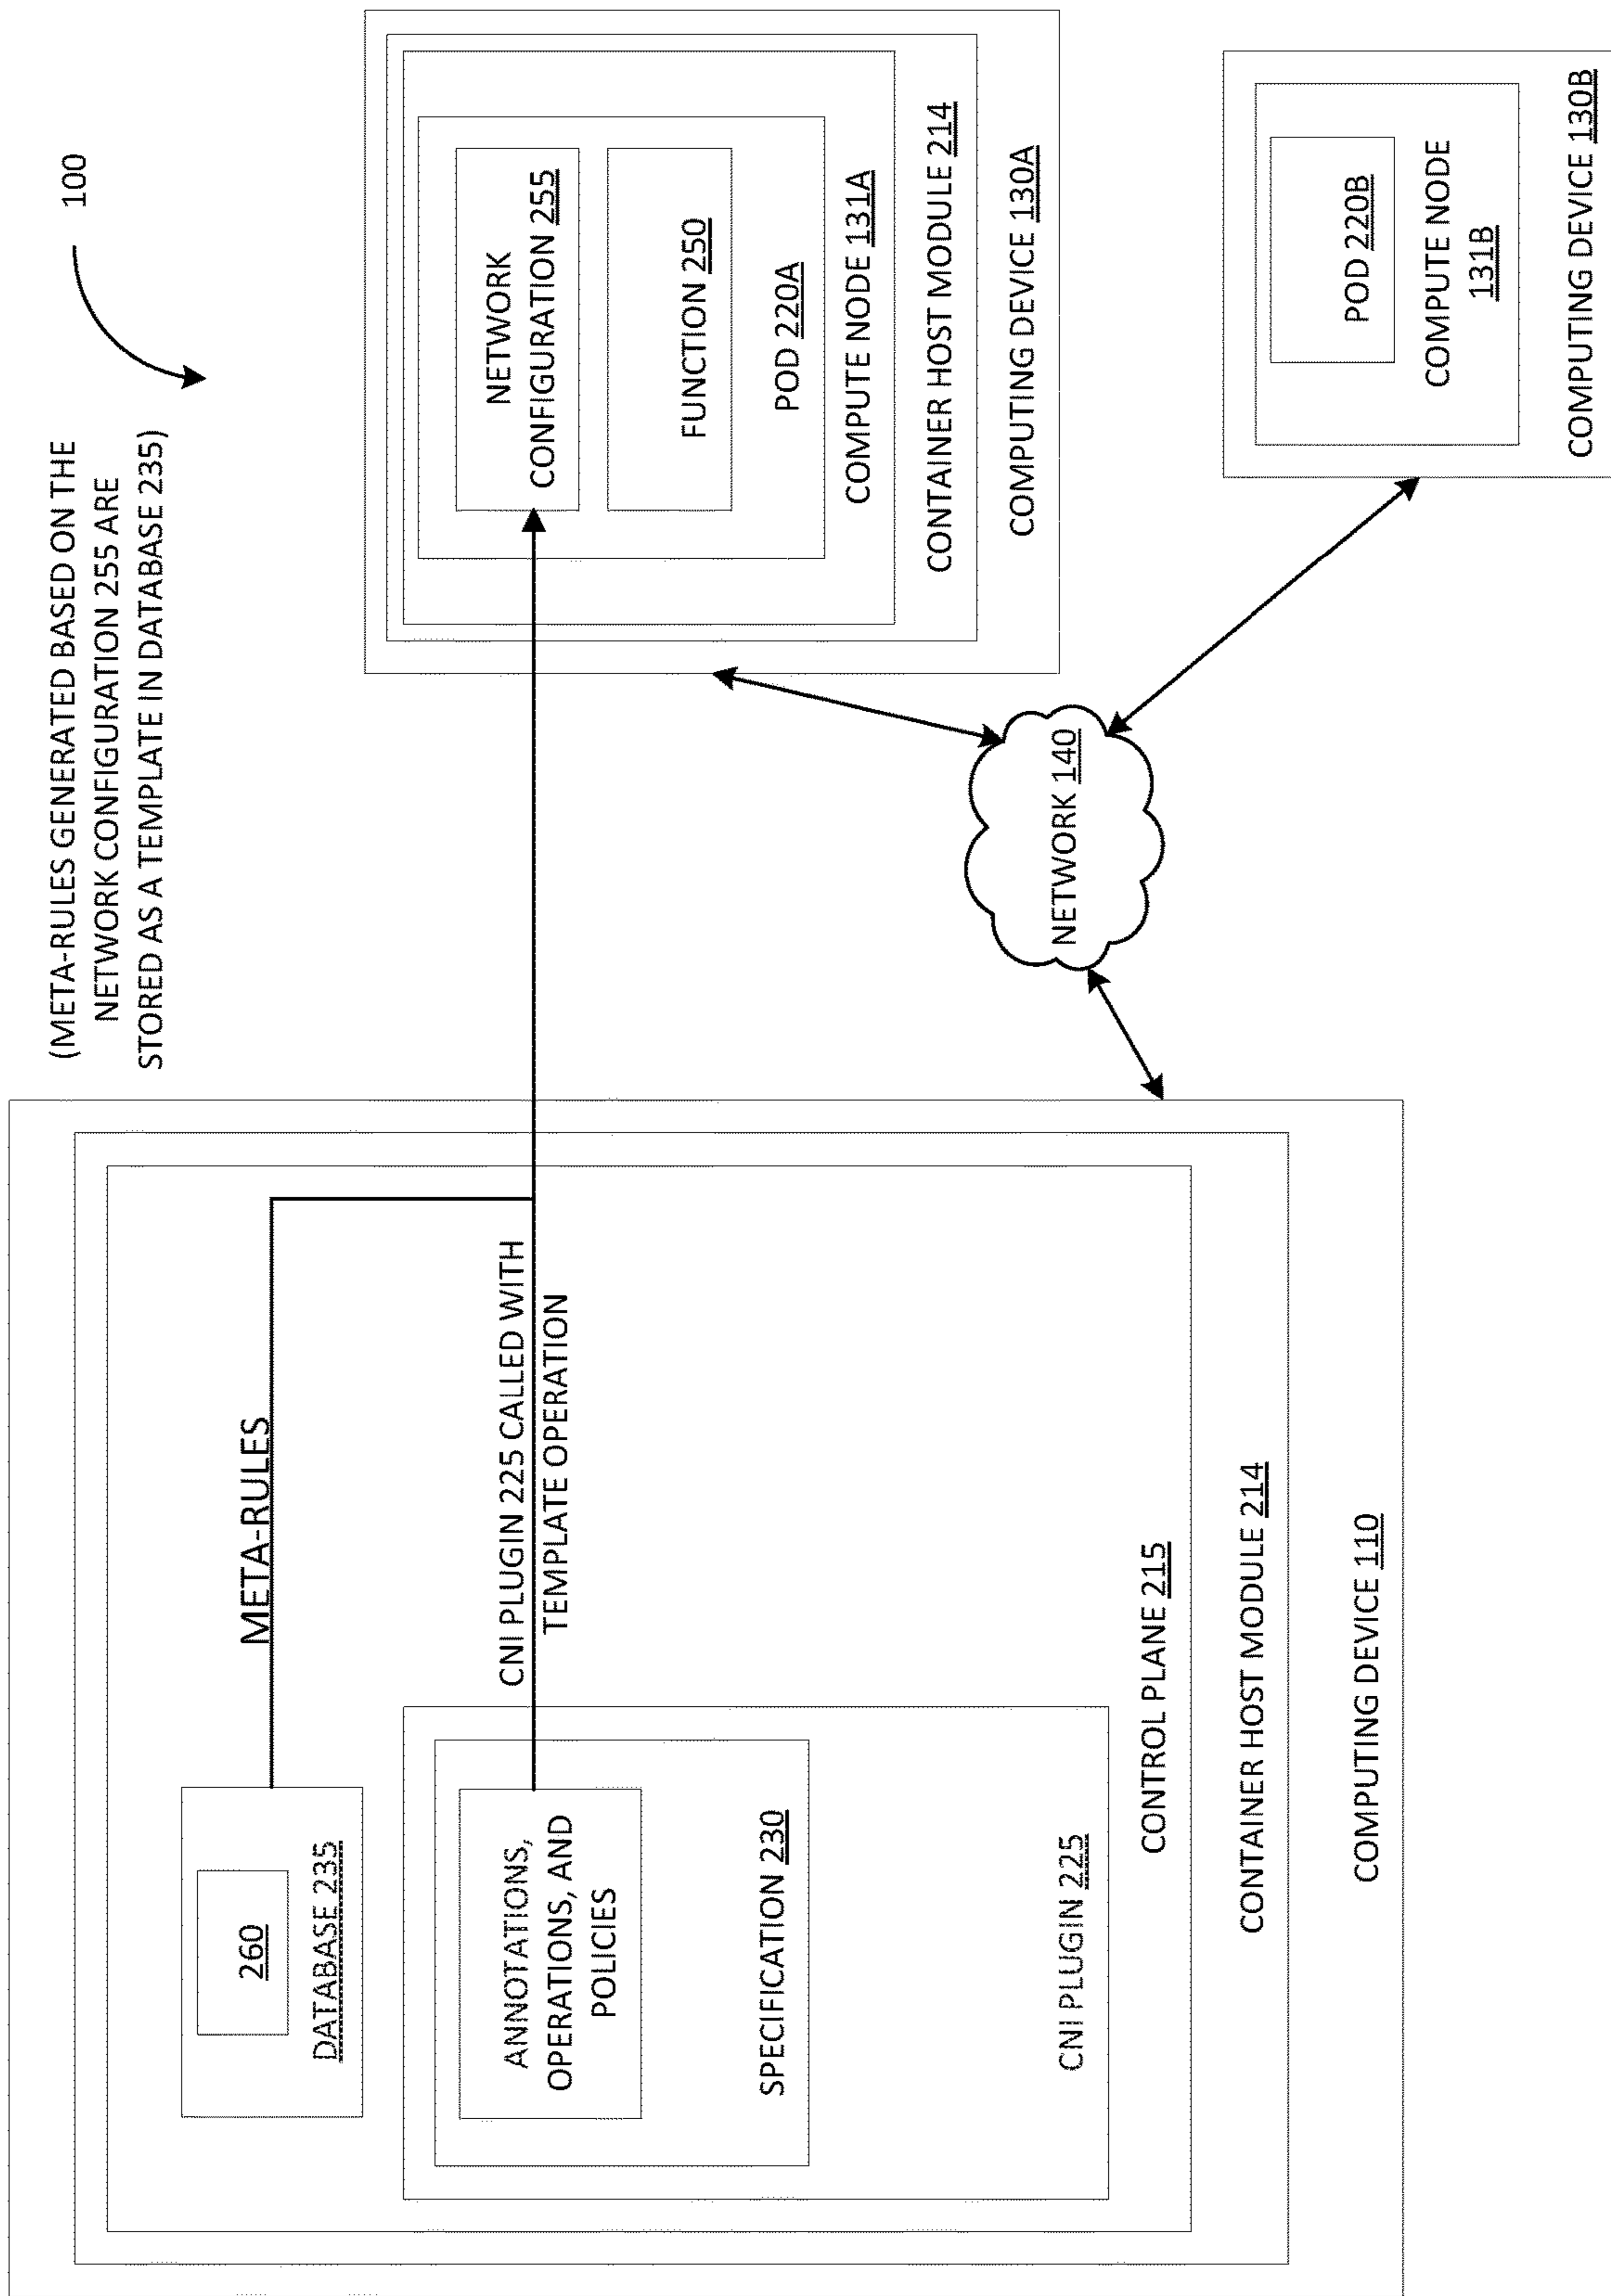 (META-RULES GENERATED BASED ON THE
NETWORK CONFIGURATION 255 ARE
STORED AS A TEMPLATE IN DATABASE 235)
100
META-RULES
260
DATABASE 235
CNI PLUGIN 225 CALLED WITH
TEMPLATE OPERATION
ANNOTATIONS,
OPERATIONS, AND
POLICIES
SPECIFICATION 230
CNI PLUGIN 225
CONTROL PLANE 215
CONTAINER HOST MODULE 214
COMPUTING DEVICE 110
NETWORK
CONFIGURATION 255
FUNCTION 250
POD 220A
COMPUTE NODE 131A
CONTAINER HOST MODULE 214
COMPUTING DEVICE 130A
NETWORK 140
POD 220B
COMPUTE NODE
131B
COMPUTING DEVICE 130B